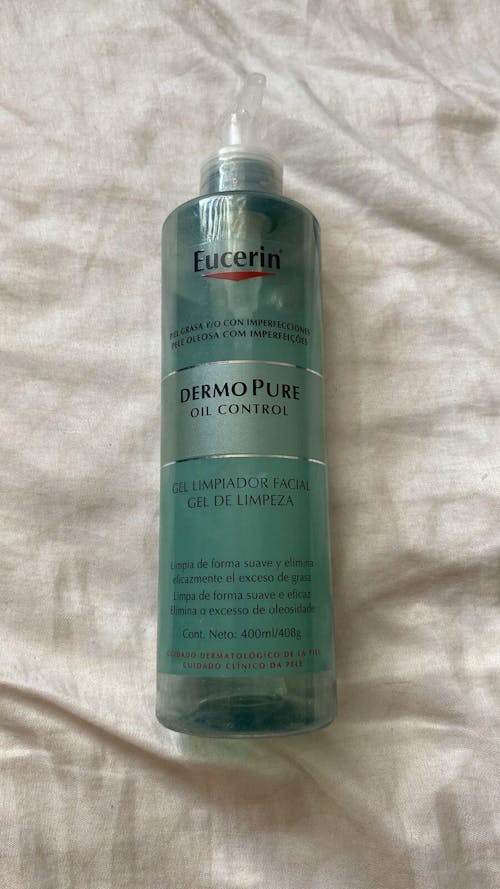 Eucerin
PIEL GRASA Y/O CON IMPERFECCIONES
PELE OLEOSA COM IMPERFEIÇÕES
DERMOPURE
OIL CONTROL
GEL LIMPIADOR FACIAL
GEL DE LIMPEZA
Limpia de forma suave y elimina
eficazmente el exceso de grasa
Limpa de forma suave e eficaz
Elimina o excesso de oleosidade
Cont. Neto: 400ml/408g
CUIDADO DERMATOLÓGICO DE LA PIEL
CUIDADO CLÍNICO DA PELE